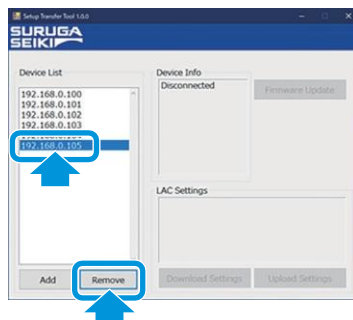 Setup Transfer Tool 1.0.0
SURUGA
SEIKI
Device List
192.168.0.100
192.168.0.101
192.168.0.102
192.168.0.103
192.168.0.105
Add
Remove
Device Info
Disconnected
Firmware Update
LAC Settings
Download Settings
Upload Settings